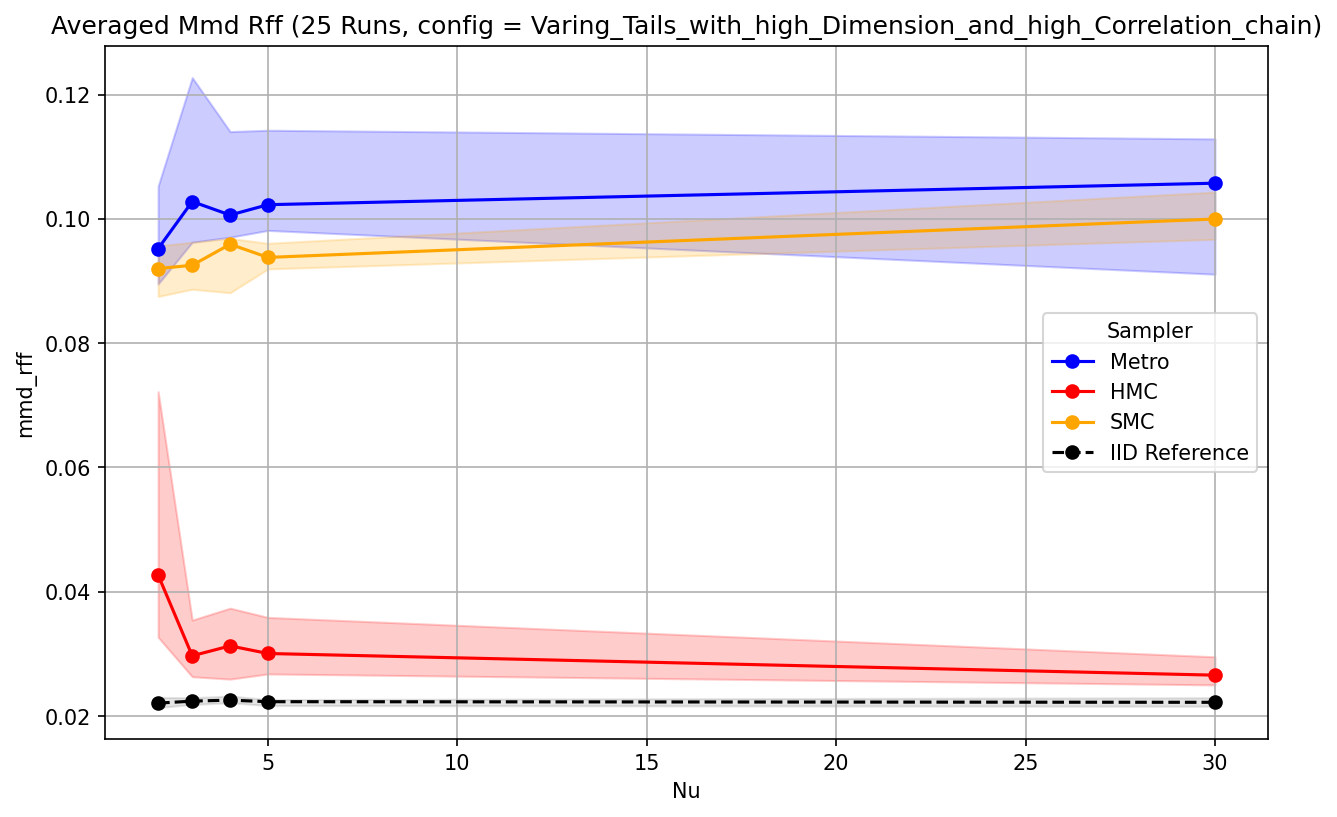 Averaged Mmd Rff (25 Runs, config = Varing_Tails_with_high_Dimension_and_high_Correlation_chain)
mmd_rff
0.12
0.10
0.08
0.06
0.04
0.02
Sampler
Metro
HMC
SMC
IID Reference
5
10
15
20
25
30
Nu